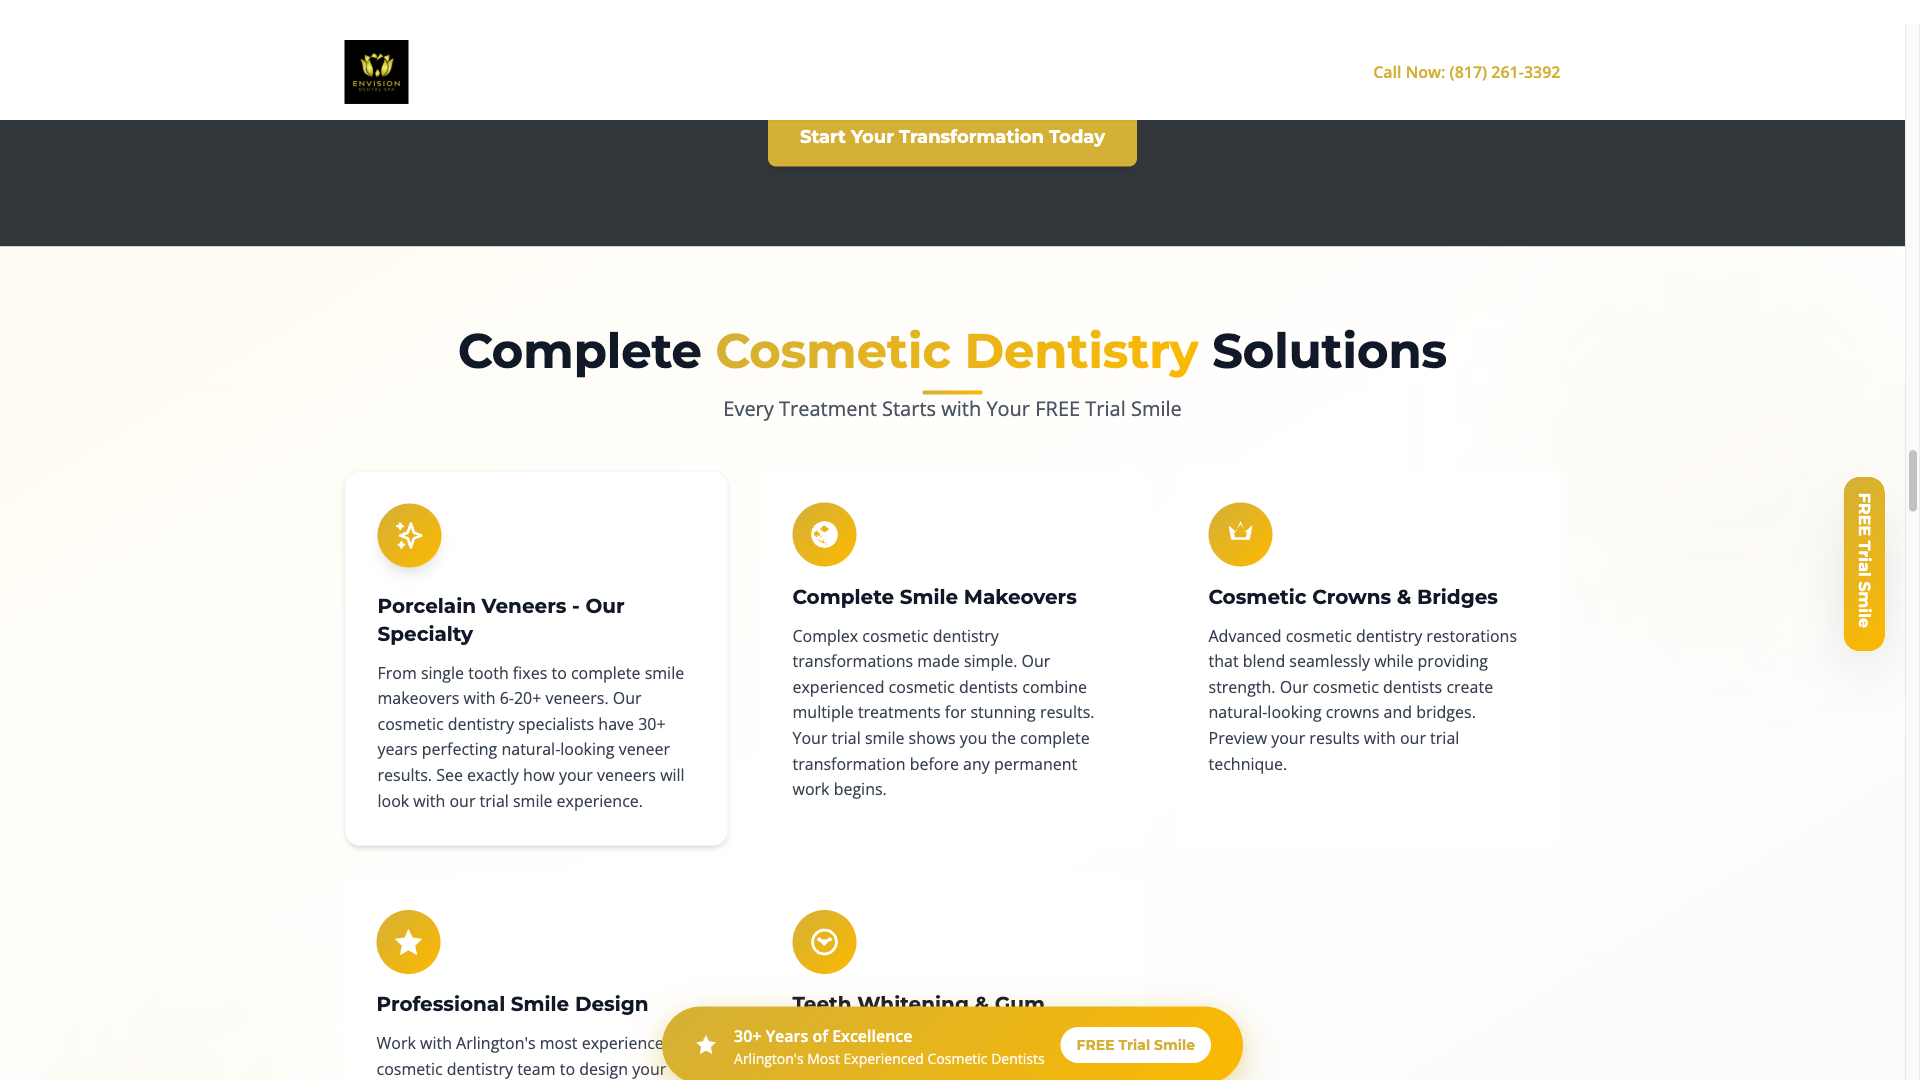 ENVISION
DENTAL SPA
Call Now: (817) 261-3392
Start Your Transformation Today
Complete Cosmetic Dentistry Solutions
Every Treatment Starts with Your FREE Trial Smile
Porcelain Veneers - Our
Specialty
From single tooth fixes to complete smile
makeovers with 6-20+ veneers. Our
cosmetic dentistry specialists have 30+
years perfecting natural-looking veneer
results. See exactly how your veneers will
look with our trial smile experience.
Complete Smile Makeovers
Complex cosmetic dentistry
transformations made simple. Our
experienced cosmetic dentists combine
multiple treatments for stunning results.
Your trial smile shows you the complete
transformation before any permanent
work begins.
Cosmetic Crowns & Bridges
Advanced cosmetic dentistry restorations
that blend seamlessly while providing
strength. Our cosmetic dentists create
natural-looking crowns and bridges.
Preview your results with our trial
technique.
FREE Trial Smile
Professional Smile Design
Work with Arlington's most experience
cosmetic dentistry team to design your
Teeth Whitening & Gum
30+ Years of Excellence
Arlington's Most Experienced Cosmetic Dentists
FREE Trial Smile